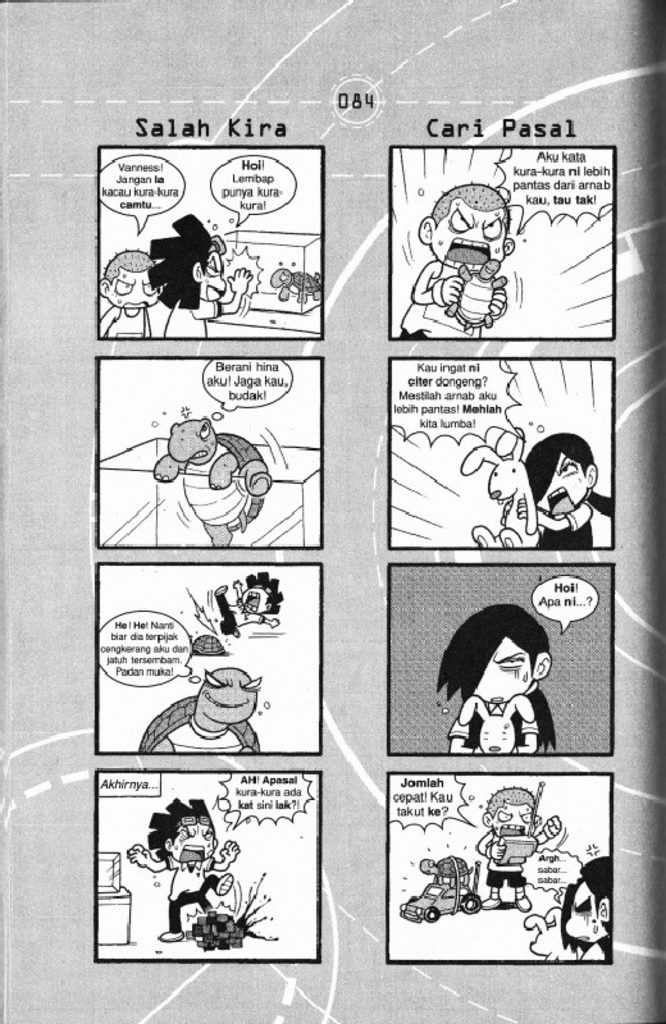 084
Salah Kira
Vanness!
Jangan la
kacau kura-kura
camtu...
Hoi!
Lembap
punya kura-
kura!
Berani hina
aku! Jaga kau,
budak!
He! He! Nanti
biar dia terpijak
cengkerang aku dan
jatuh tersembam.
Padan muka!
Akhirnya...
AH! Apasal
kura-kura ada
kat sini lak?!
Cari Pasal
Aku kata
kura-kura ni lebih
pantas dari arnab
kau, tau tak!
Kau ingat ni
citer dongeng?
Mestilah arnab aku
lebih pantas! Mehlah
kita lumba!
Hoi!
Apa ni...?
Jomlah
cepat! Kau
takut ke?
Argh...
sabar...
sabar...